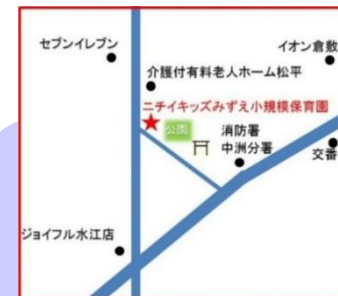 セブンイレブン
イオン倉敷
介護付有料老人ホーム松平
ニチイキッズみずえ小規模保育園
公園
消防署
中洲分署
交番
ジョイフル水江店